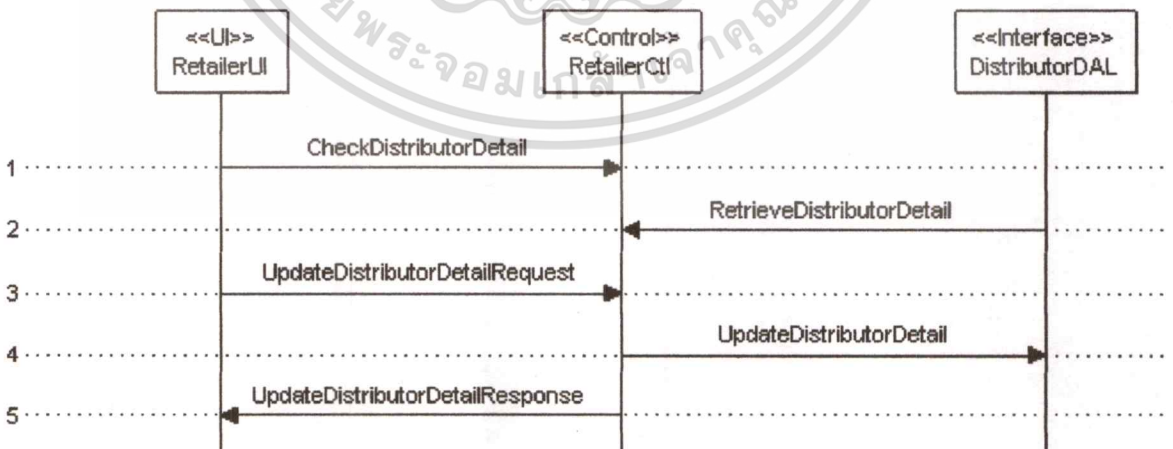 <<UI>>
RetailerUI
<<Control>>
RetailerCtl
<<Interface>>
DistributorDAL
1
CheckDistributorDetail
2
RetrieveDistributorDetail
3
UpdateDistributorDetailRequest
4
UpdateDistributorDetail
5
UpdateDistributorDetailResponse